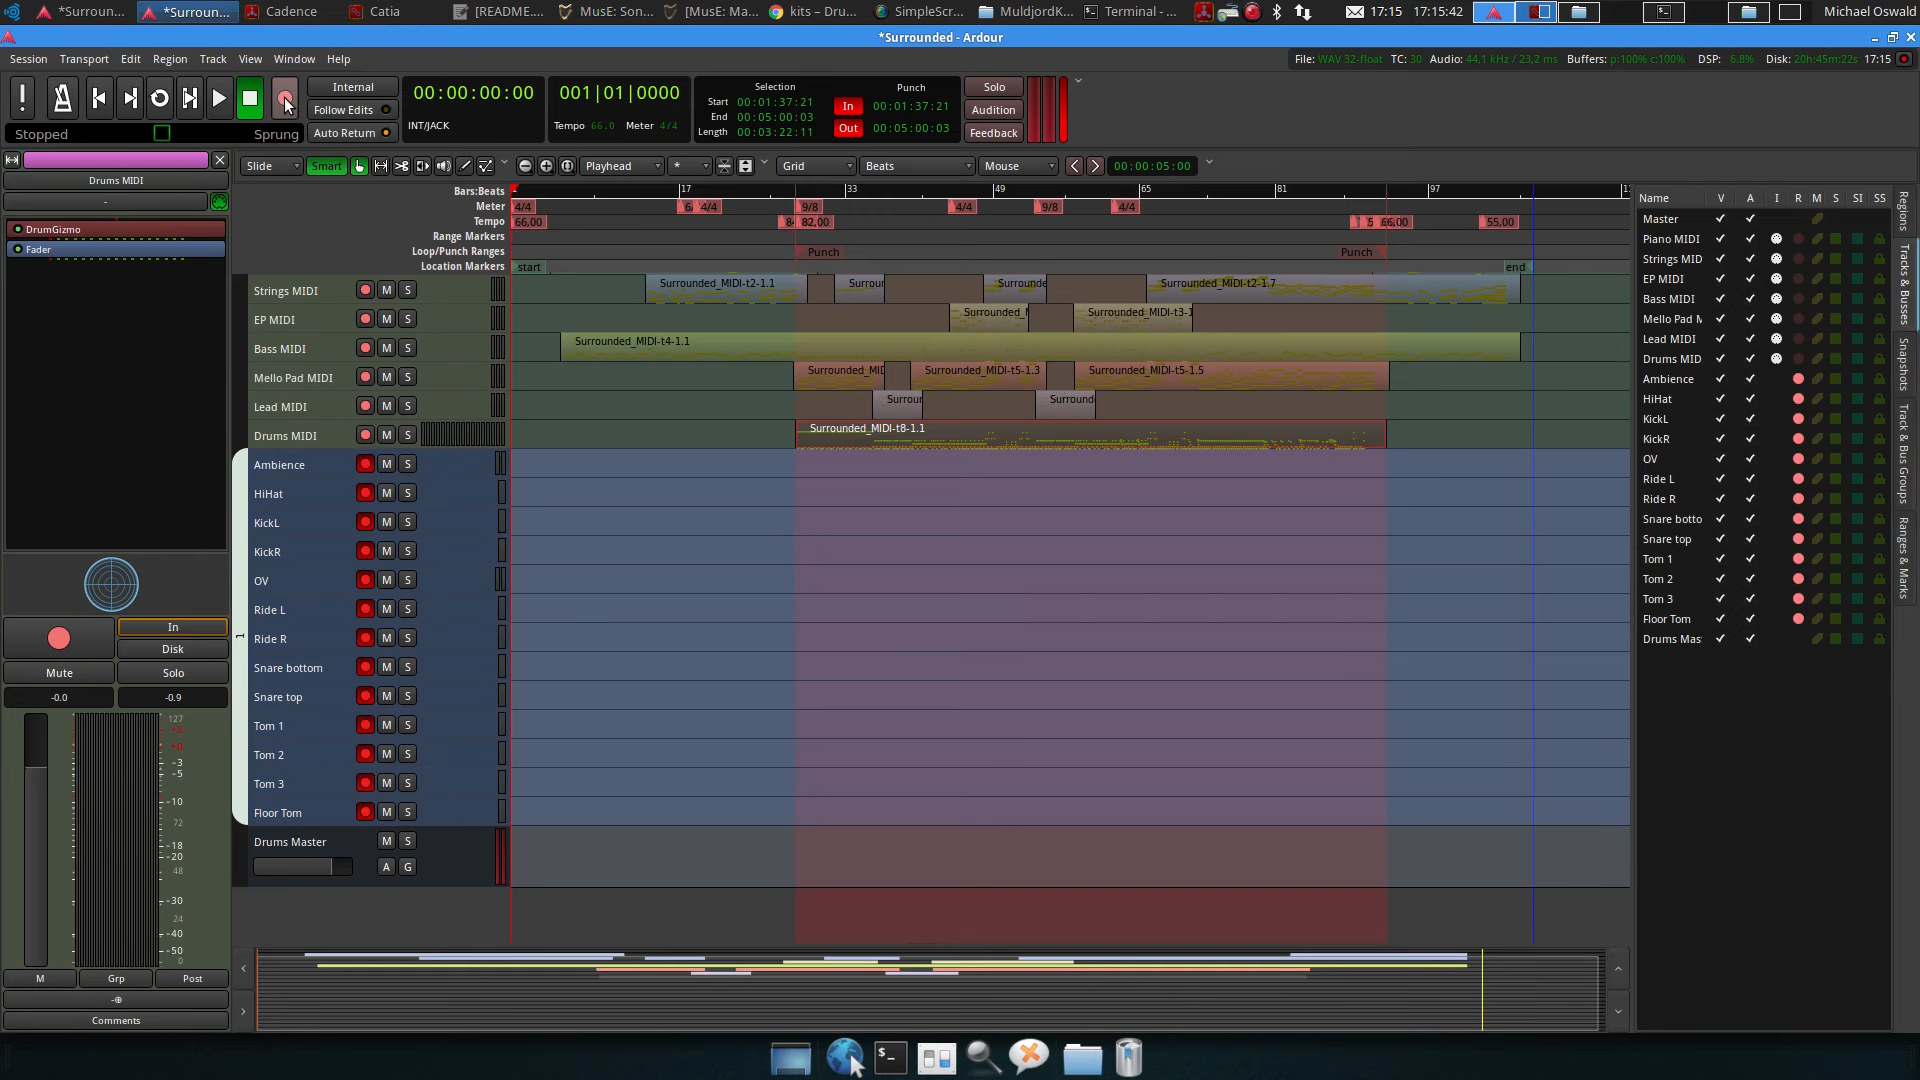 *Surroun... *Surroun... Cadence Catia [README.... MusE: Son... [MusE: Ma... kits – Dru... SimpleScr... MuldjordK... Terminal - ... 17:15 17:15:42 Michael Oswald
*Surrounded - Ardour
Session Transport Edit Region Track View Window Help File: WAV 32-float TC: 30 Audio: 44,1 kHz / 23,2 ms Buffers: p:100% c:100% DSP: 6.8% Disk: 20h:45m:22s 17:15
Internal
Follow Edits
Auto Return
Stopped Sprung
00:00:00:00
INT/JACK
001|01|0000
Tempo 66.0 Meter 4/4
Selection Punch
Start 00:01:37:21 In 00:01:37:21
End 00:05:00:03 Out 00:05:00:03
Length 00:03:22:11
Solo
Audition
Feedback
Slide Smart Playhead * Grid Beats Mouse 00:00:05:00
Drums MIDI
-
DrumGizmo
Fader
In
Disk
Mute Solo
-0.0 -0.9
127
+3
+0
-3
-5
-10
72
-18
-20
48
-30
24
-40
-50
0
M Grp Post
Comments
Bars:Beats 17 33 49 65 81 97
Meter 4/4 4/4 9/8 4/4 9/8 4/4
Tempo 66,00 82,00 66,00 55,00
Range Markers
Loop/Punch Ranges Punch Punch
Location Markers start end
Strings MIDI M S Surrounded_MIDI-t2-1.1 Surrour Surrounde Surrounded_MIDI-t2-1.7
EP MIDI M S Surrounded_M Surrounded_MIDI-t3-1
Bass MIDI M S Surrounded_MIDI-t4-1.1
Mello Pad MIDI M S Surrounded_MID Surrounded_MIDI-t5-1.3 Surrounded_MIDI-t5-1.5
Lead MIDI M S Surrour Surround
Drums MIDI M S Surrounded_MIDI-t8-1.1
1
Ambience M S
HiHat M S
KickL M S
KickR M S
OV M S
Ride L M S
Ride R M S
Snare bottom M S
Snare top M S
Tom 1 M S
Tom 2 M S
Tom 3 M S
Floor Tom M S
Drums Master M S
A G
Name V A I R M S SI SS
Master
Piano MIDI
Strings MID
EP MIDI
Bass MIDI
Mello Pad M
Lead MIDI
Drums MID
Ambience
HiHat
KickL
KickR
OV
Ride L
Ride R
Snare botto
Snare top
Tom 1
Tom 2
Tom 3
Floor Tom
Drums Mas
Regions
Tracks & Busses
Snapshots
Track & Bus Groups
Ranges & Marks